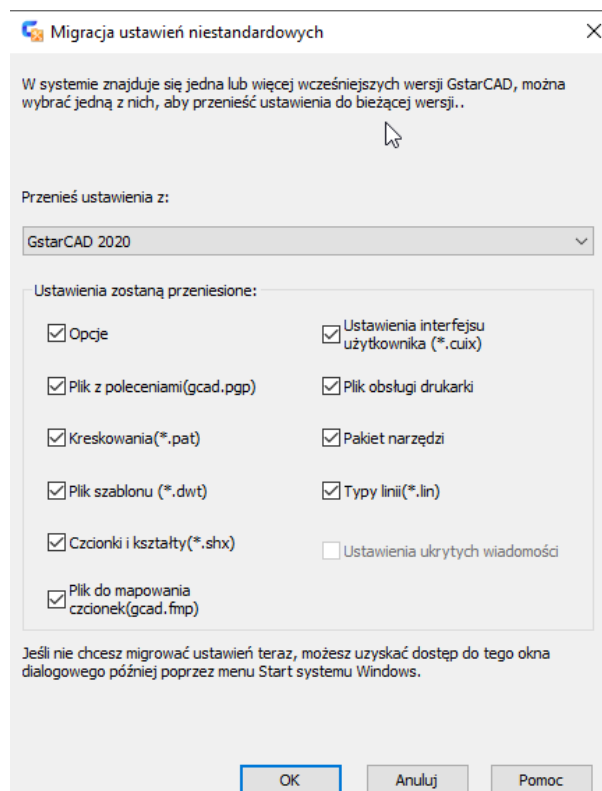 Migracja ustawień niestandardowych
W systemie znajduje się jedna lub więcej wcześniejszych wersji GstarCAD, można
wybrać jedną z nich, aby przenieść ustawienia do bieżącej wersji..
Przenieś ustawienia z:
GstarCAD 2020
Ustawienia zostaną przeniesione:
Opcje
Ustawienia interfejsu
użytkownika (*.cuix)
Plik z poleceniami(gcad.pgp)
Plik obsługi drukarki
Kreskowania(*.pat)
Pakiet narzędzi
Plik szablonu (*.dwt)
Typy linii(*.lin)
Czcionki i kształty(*.shx)
Ustawienia ukrytych wiadomości
Plik do mapowania
czcionek(gcad.fmp)
Jeśli nie chcesz migrować ustawień teraz, możesz uzyskać dostęp do tego okna
dialogowego później poprzez menu Start systemu Windows.
OK
Anuluj
Pomoc